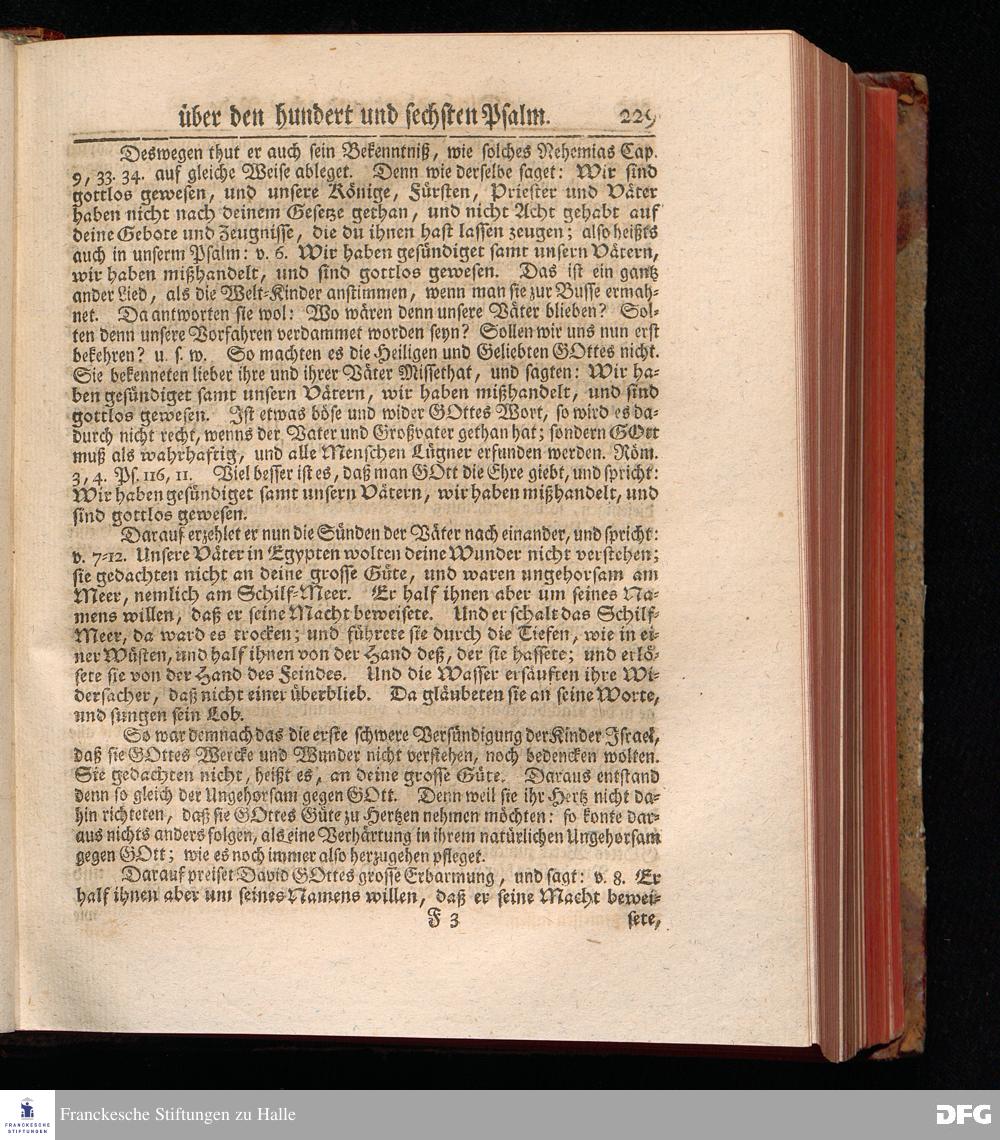 über den hundert und sechsten Psalm. 229
Deswegen thut er auch sein Bekenntniß, wie solches Nehemias Cap.
9, 33. 34. auf gleiche Weise ableget. Denn wie derselbe saget: Wir sind
gottlos gewesen, und unsere Könige, Fürsten, Priester und Väter
haben nicht nach deinem Gesetze gethan, und nicht Acht gehabt auf
deine Gebote und Zeugnisse, die du ihnen hast lassen zeugen; also heißts
auch in unserm Psalm: v. 6. Wir haben gesündiget samt unsern Vätern,
wir haben mißhandelt, und sind gottlos gewesen. Das ist ein gantz
ander Lied, als die Welt-Kinder anstimmen, wenn man sie zur Busse ermah-
net. Da antworten sie wol: Wo wären denn unsere Väter blieben? Sol-
ten denn unsere Vorfahren verdammet worden seyn? Sollen wir uns nun erst
bekehren? u. s. w. So machten es die Heiligen und Geliebten GOttes nicht.
Sie bekenneten lieber ihre und ihrer Väter Missethat, und sagten: Wir ha-
ben gesündiget samt unsern Vätern, wir haben mißhandelt, und sind
gottlos gewesen. Ist etwas böse und wider GOttes Wort, so wird es da-
durch nicht recht, wenns der Vater und Großvater gethan hat; sondern GOtt
muß als wahrhaftig, und alle Menschen Lügner erfunden werden. Röm.
3, 4. Ps. 116, 11. Viel besser ist es, daß man GOtt die Ehre giebt, und spricht:
Wir haben gesündiget samt unsern Vätern, wir haben mißhandelt, und
sind gottlos gewesen.
Darauf erzehlet er nun die Sünden der Väter nach einander, und spricht:
v. 7-12. Unsere Väter in Egypten wolten deine Wunder nicht verstehen;
sie gedachten nicht an deine grosse Güte, und waren ungehorsam am
Meer, nemlich am Schilf-Meer. Er half ihnen aber um seines Na-
mens willen, daß er seine Macht beweisete. Und er schalt das Schilf-
Meer, da ward es trocken; und führete sie durch die Tiefen, wie in ei-
ner Wüsten, und half ihnen von der Hand deß, der sie hassete; und erlö-
sete sie von der Hand des Feindes. Und die Wasser ersäuften ihre Wi-
dersacher, daß nicht einer überblieb. Da gläubeten sie an seine Worte,
und sungen sein Lob.
So war demnach das die erste schwere Versündigung der Kinder Israel,
daß sie GOttes Wercke und Wunder nicht verstehen, noch bedencken wolten.
Sie gedachten nicht, heißt es, an deine grosse Güte. Daraus entstand
denn so gleich der Ungehorsam gegen GOtt. Denn weil sie ihr Hertz nicht da-
hin richteten, daß sie GOttes Güte zu Hertzen nehmen möchten: so konte dar-
aus nichts anders folgen, als eine Verhärtung in ihrem natürlichen Ungehorsam
gegen GOtt; wie es noch immer also herzugehen pfleget.
Darauf preiset David GOttes grosse Erbarmung, und sagt: v. 8. Er
half ihnen aber um seines Namens willen, daß er seine Macht bewei-
F 3 sete,
FRANCKESCHE
STIFTUNGEN
Franckesche Stiftungen zu Halle
DFG